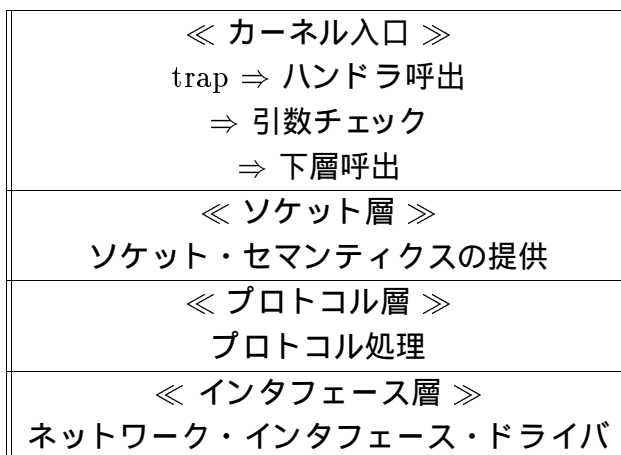 ≪ カーネル入口 ≫
trap ⇒ ハンドラ呼出
⇒ 引数チェック
⇒ 下層呼出
≪ ソケット層 ≫
ソケット・セマンティクスの提供
≪ プロトコル層 ≫
プロトコル処理
≪ インタフェース層 ≫
ネットワーク・インタフェース・ドライバ